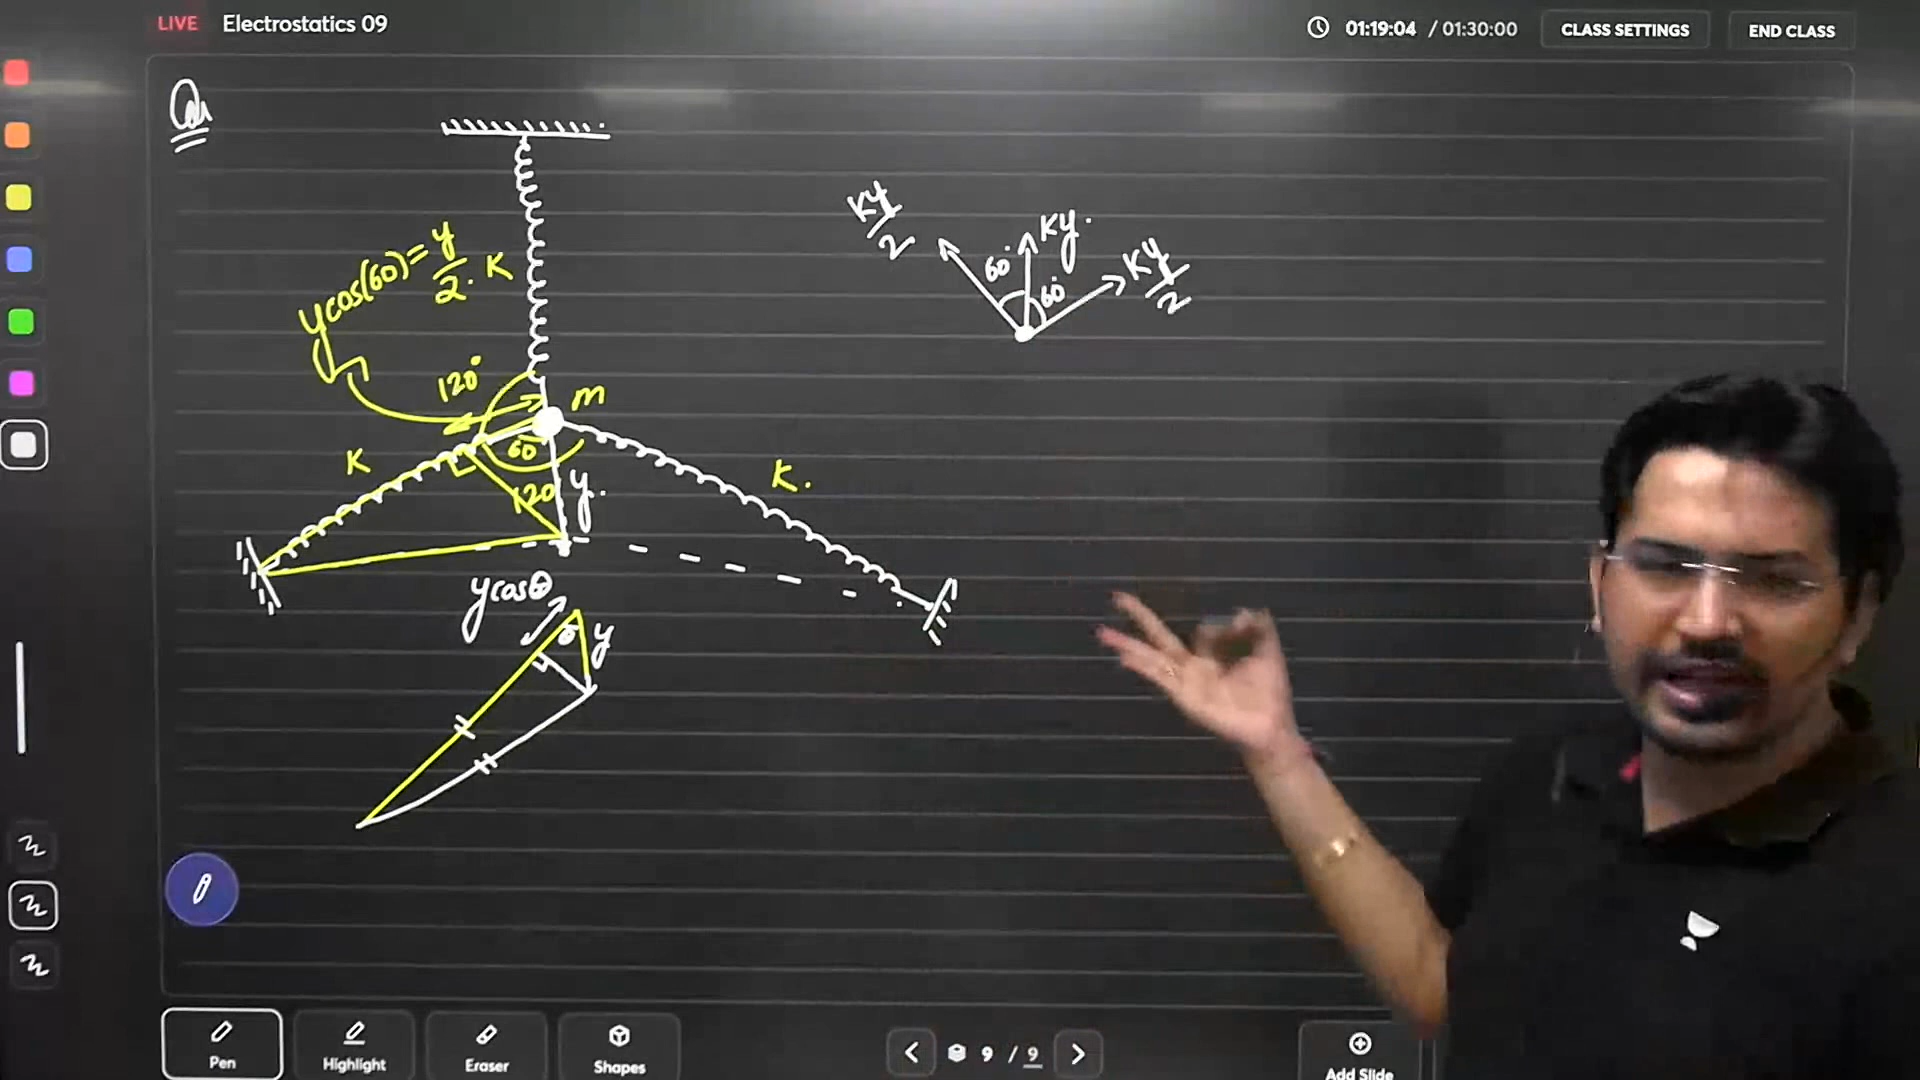 LIVE Electrostatics 09
01:19:04 / 01:30:00
CLASS SETTINGS
END CLASS
Qu
ycos(60) = y/2 . K
120°
m
K
60
120
y.
K.
ycosθ
θ
y
Ky/2
60°
Ky.
60°
Ky/2
Pen
Highlight
Eraser
Shapes
9 / 9
Add Slide